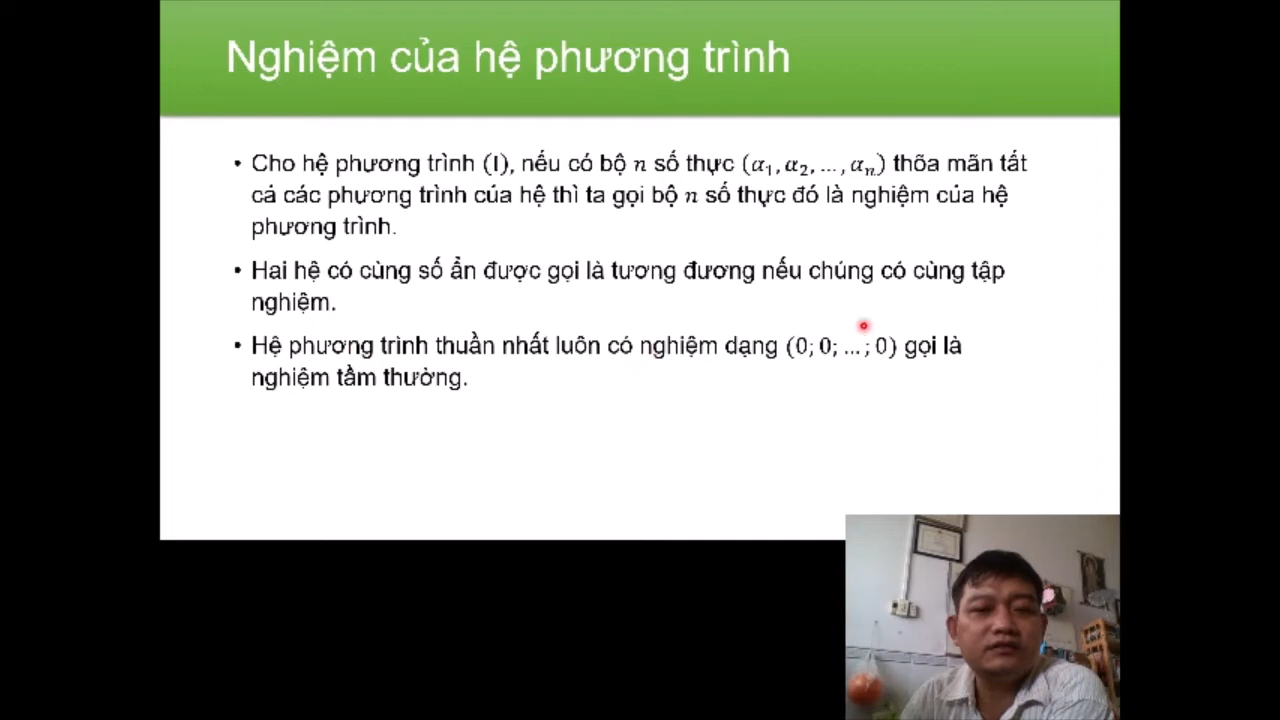 Nghiệm của hệ phương trình
• Cho hệ phương trình (I), nếu có bộ 𝑛 số thực (𝛼₁, 𝛼₂, … , 𝛼ₙ) thõa mãn tất
cả các phương trình của hệ thì ta gọi bộ 𝑛 số thực đó là nghiệm của hệ
phương trình.
• Hai hệ có cùng số ẩn được gọi là tương đương nếu chúng có cùng tập
nghiệm.
• Hệ phương trình thuần nhất luôn có nghiệm dạng (0; 0; … ; 0) gọi là
nghiệm tầm thường.